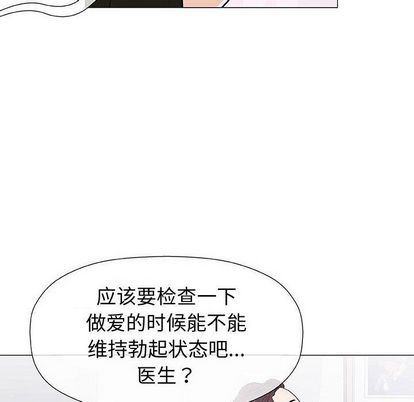 应该要检查一下
做爱的时候能不能
维持勃起状态吧...
医生？